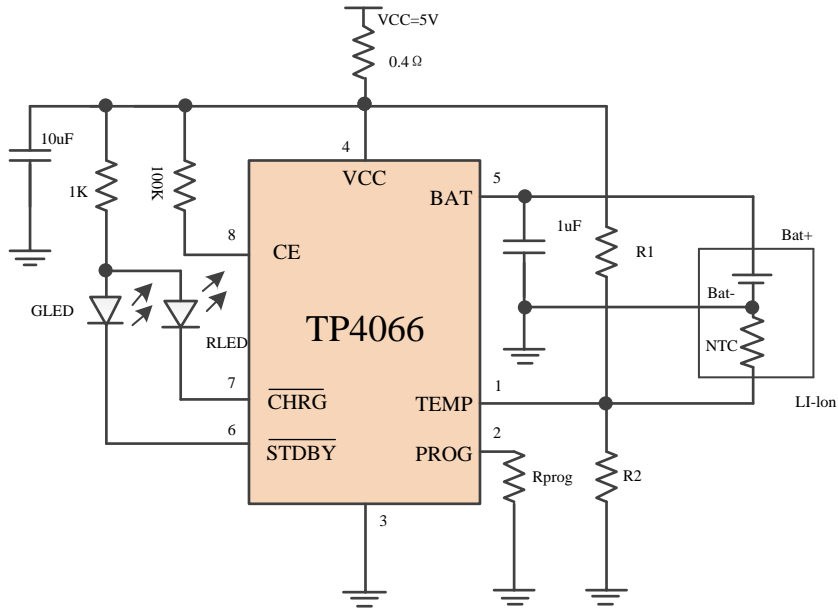 VCC=5V
0.4Ω
10uF
1K
100K
4
VCC
5
BAT
1uF
R1
Bat+
8
CE
Bat-
GLED
RLED
TP4066
NTC
7
CHRG
1
TEMP
LI-lon
6
STDBY
2
PROG
Rprog
R2
3